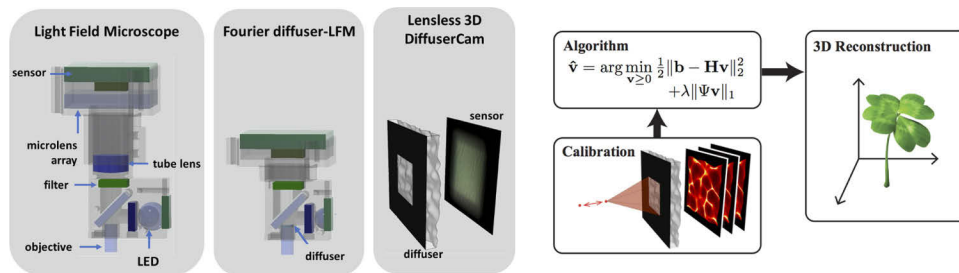 Light Field Microscope
sensor
microlens
array
tube lens
filter
objective
LED
Fourier diffuser-LFM
diffuser
Lensless 3D
DiffuserCam
sensor
diffuser
Algorithm
v̂ = arg min ½‖b − Hv‖₂²
v≥0
+λ‖Ψv‖₁
Calibration
3D Reconstruction